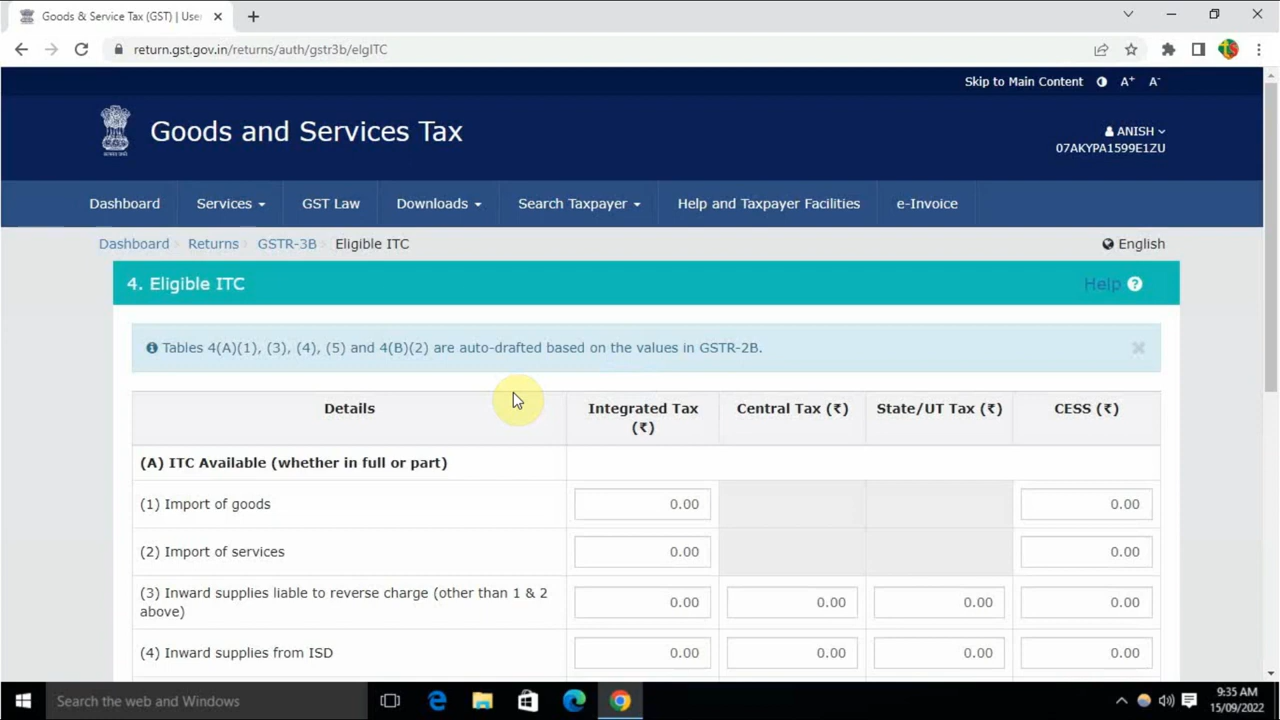 Goods & Service Tax (GST) | User
return.gst.gov.in/returns/auth/gstr3b/elgITC
Skip to Main Content A+ A-
Goods and Services Tax
ANISH
07AKYPA1599E1ZU
Dashboard Services GST Law Downloads Search Taxpayer Help and Taxpayer Facilities e-Invoice
Dashboard Returns GSTR-3B Eligible ITC English
4. Eligible ITC Help ?
Tables 4(A)(1), (3), (4), (5) and 4(B)(2) are auto-drafted based on the values in GSTR-2B.
Details Integrated Tax (₹) Central Tax (₹) State/UT Tax (₹) CESS (₹)
(A) ITC Available (whether in full or part)
(1) Import of goods 0.00 0.00
(2) Import of services 0.00 0.00
(3) Inward supplies liable to reverse charge (other than 1 & 2
above) 0.00 0.00 0.00 0.00
(4) Inward supplies from ISD 0.00 0.00 0.00 0.00
Search the web and Windows
9:35 AM
15/09/2022